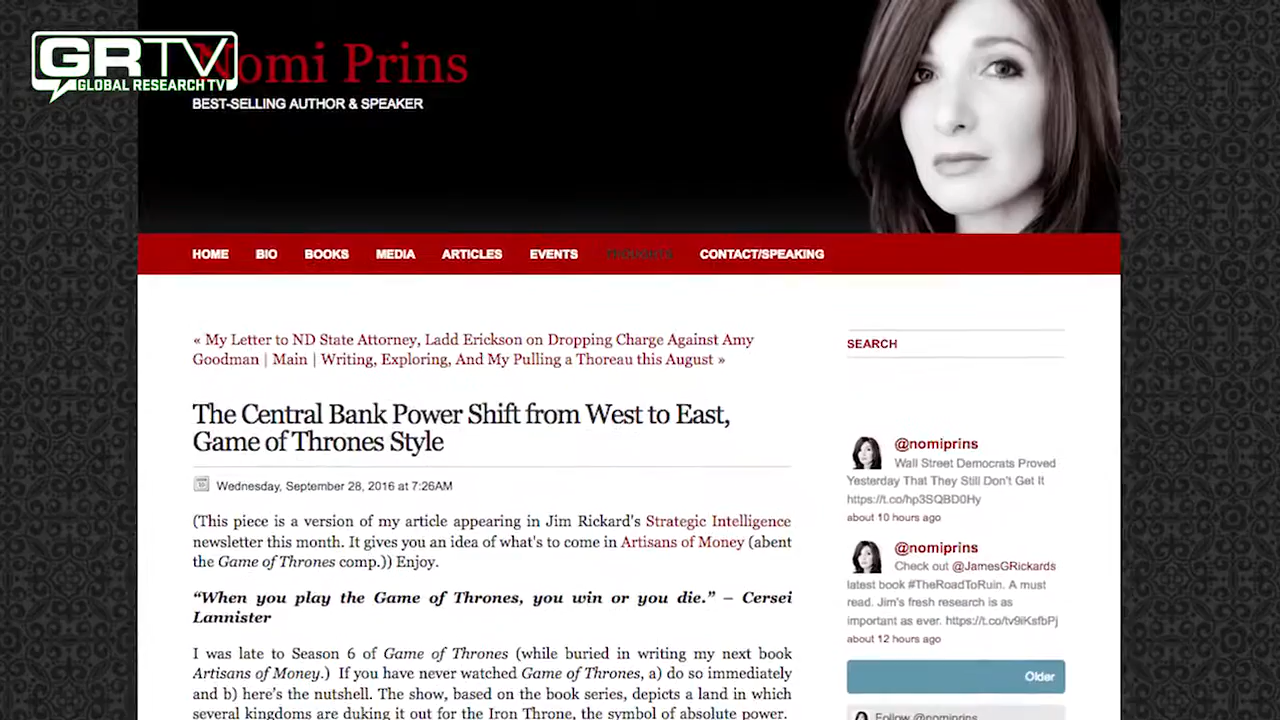 GRTV
GLOBAL RESEARCH TV
Nomi Prins
BEST-SELLING AUTHOR & SPEAKER
HOME BIO BOOKS MEDIA ARTICLES EVENTS THOUGHTS CONTACT/SPEAKING
« My Letter to ND State Attorney, Ladd Erickson on Dropping Charge Against Amy
Goodman | Main | Writing, Exploring, And My Pulling a Thoreau this August »
The Central Bank Power Shift from West to East,
Game of Thrones Style
Wednesday, September 28, 2016 at 7:26AM
(This piece is a version of my article appearing in Jim Rickard's Strategic Intelligence
newsletter this month. It gives you an idea of what's to come in Artisans of Money (abent
the Game of Thrones comp.)) Enjoy.
“When you play the Game of Thrones, you win or you die.” – Cersei
Lannister
I was late to Season 6 of Game of Thrones (while buried in writing my next book
Artisans of Money.) If you have never watched Game of Thrones, a) do so immediately
and b) here’s the nutshell. The show, based on the book series, depicts a land in which
several kingdoms are duking it out for the Iron Throne, the symbol of absolute power.
SEARCH
@nomiprins
Wall Street Democrats Proved
Yesterday That They Still Don't Get It
https://t.co/hp3SQBD0Hy
about 10 hours ago
@nomiprins
Check out @JamesGRickards
latest book #TheRoadToRuin. A must
read. Jim's fresh research is as
important as ever. https://t.co/tv9iKsfbPj
about 12 hours ago
Older
Follow @nomiprins